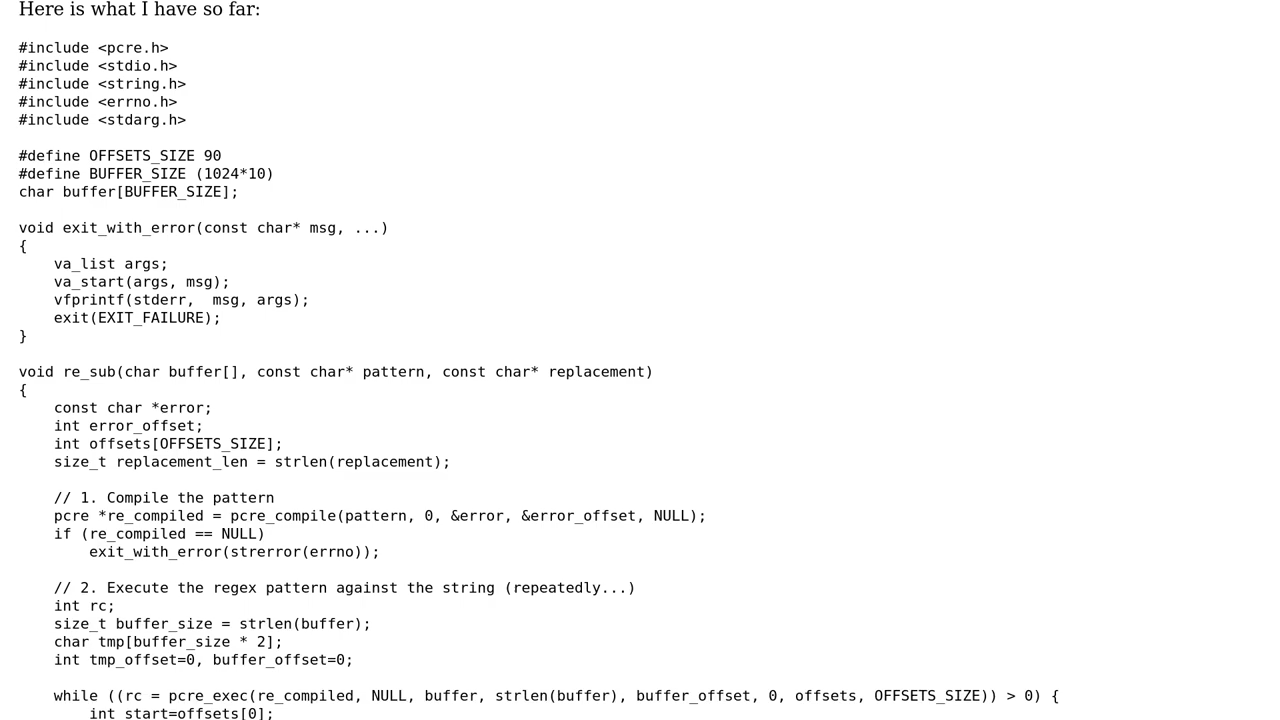 Here is what I have so far:
#include <pcre.h>
#include <stdio.h>
#include <string.h>
#include <errno.h>
#include <stdarg.h>
#define OFFSETS_SIZE 90
#define BUFFER_SIZE (1024*10)
char buffer[BUFFER_SIZE];
void exit_with_error(const char* msg, ...)
{
    va_list args;
    va_start(args, msg);
    vfprintf(stderr,  msg, args);
    exit(EXIT_FAILURE);
}
void re_sub(char buffer[], const char* pattern, const char* replacement)
{
    const char *error;
    int error_offset;
    int offsets[OFFSETS_SIZE];
    size_t replacement_len = strlen(replacement);
    // 1. Compile the pattern
    pcre *re_compiled = pcre_compile(pattern, 0, &error, &error_offset, NULL);
    if (re_compiled == NULL)
        exit_with_error(strerror(errno));
    // 2. Execute the regex pattern against the string (repeatedly...)
    int rc;
    size_t buffer_size = strlen(buffer);
    char tmp[buffer_size * 2];
    int tmp_offset=0, buffer_offset=0;
    while ((rc = pcre_exec(re_compiled, NULL, buffer, strlen(buffer), buffer_offset, 0, offsets, OFFSETS_SIZE)) > 0) {
        int start=offsets[0];